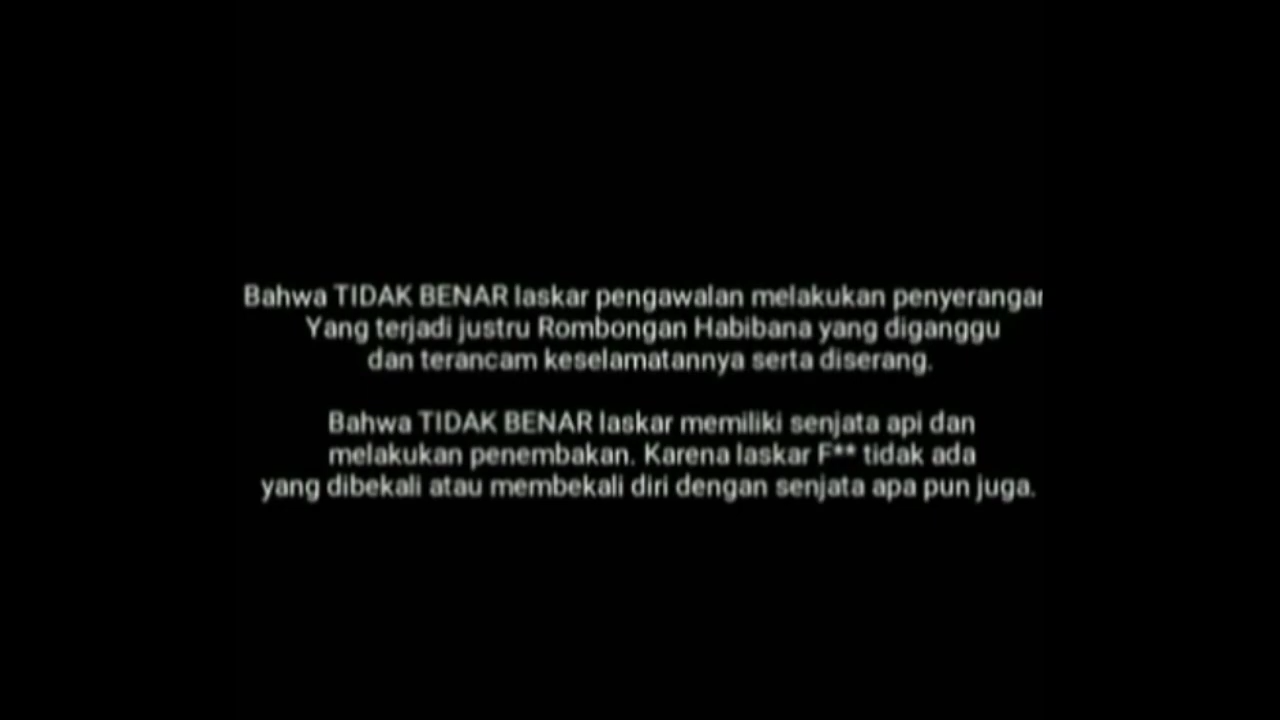 Bahwa TIDAK BENAR laskar pengawalan melakukan penyerangan
Yang terjadi justru Rombongan Habibana yang diganggu
dan terancam keselamatannya serta diserang.
Bahwa TIDAK BENAR laskar memiliki senjata api dan
melakukan penembakan. Karena laskar F** tidak ada
yang dibekali atau membekali diri dengan senjata apa pun juga.